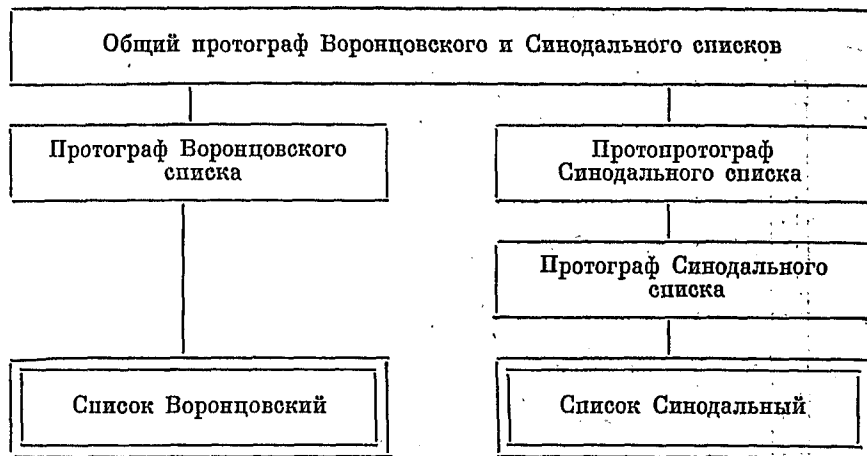 Общий протограф Воронцовского и Синодального списков
Протограф Воронцовского
списка
Протопротограф
Синодального списка
Протограф Синодального
списка
Список Воронцовский
Список Синодальный